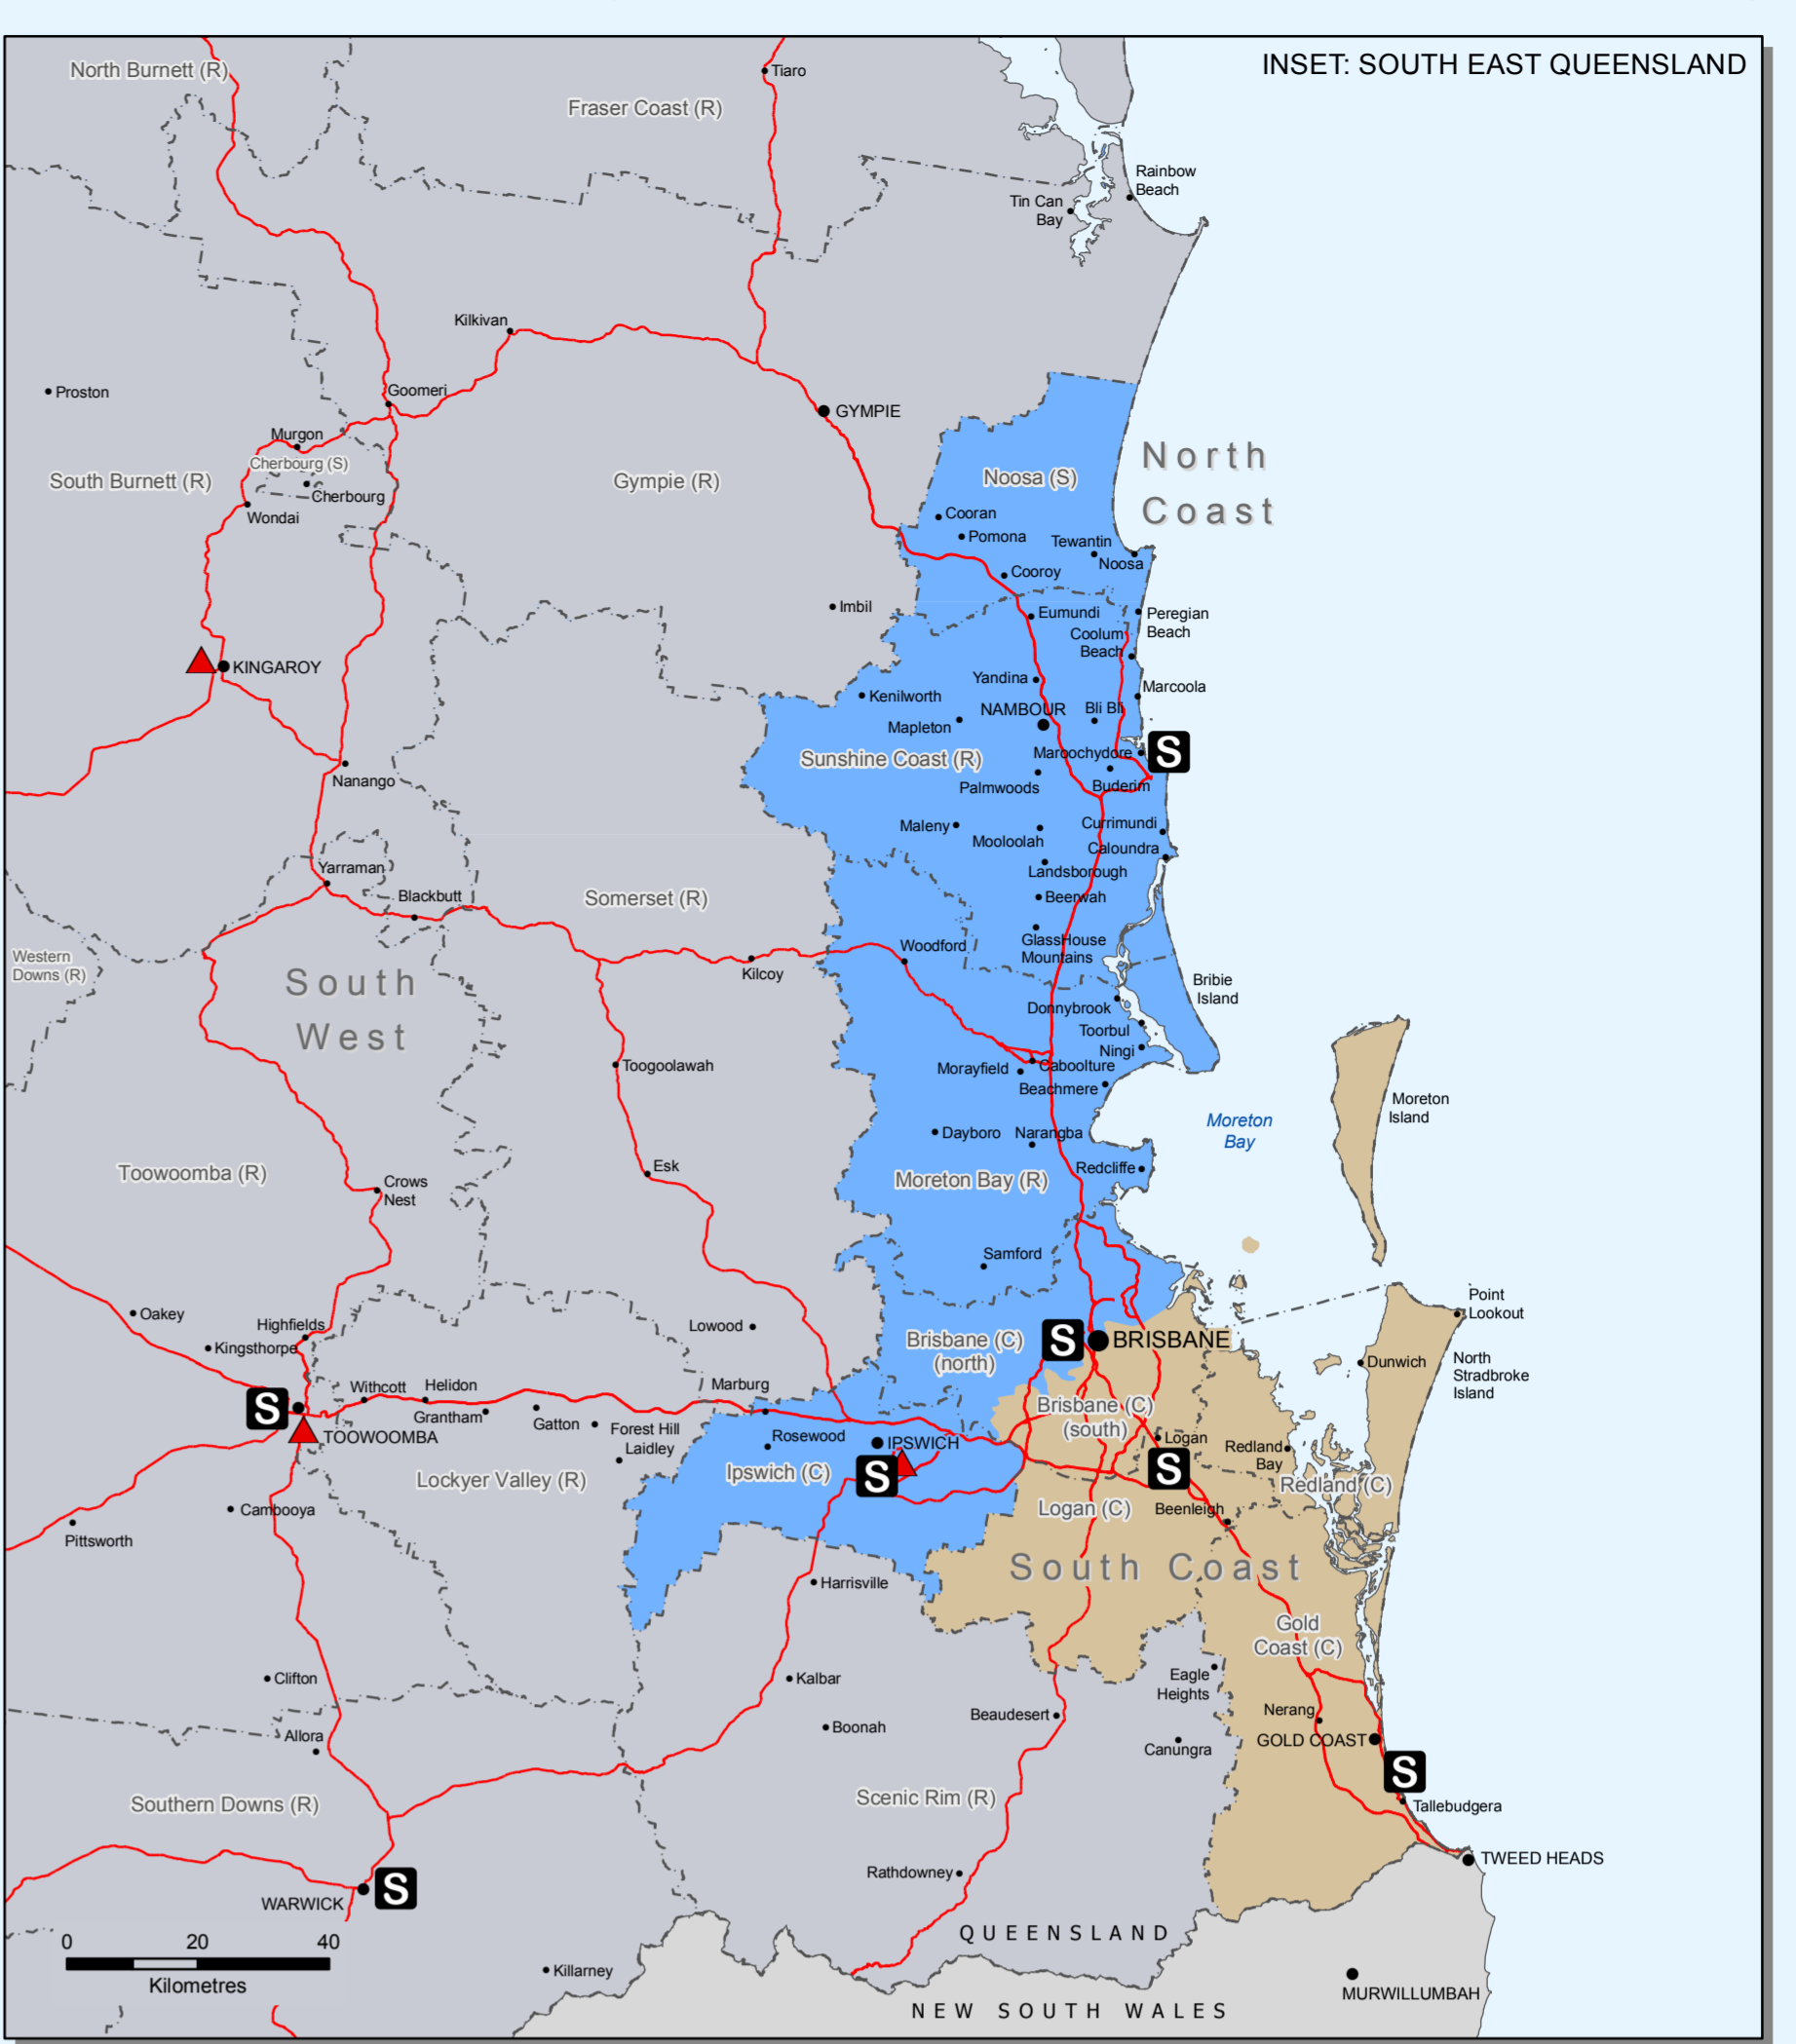 INSET: SOUTH EAST QUEENSLAND
North Burnett (R)
Tiaro
Fraser Coast (R)
Rainbow
Beach
Tin Can
Bay
Kilkivan
Proston
Goomeri
GYMPIE
Murgon
Cherbourg (S)
Cherbourg
South Burnett (R)
Wondai
Gympie (R)
North
Coast
Noosa (S)
Cooran
Pomona
Tewantin
Noosa
Cooroy
Imbil
Eumundi
Peregian
Beach
Coolum
Beach
KINGAROY
Yandina
Marcoola
Kenilworth
NAMBOUR
Bli Bli
Mapleton
Sunshine Coast (R)
Maroochydore
S
Nanango
Palmwoods
Buderim
Maleny
Currimundi
Mooloolah
Caloundra
Landsborough
Yarraman
Blackbutt
Somerset (R)
Beerwah
Western
Downs (R)
Woodford
GlassHouse
Mountains
Kilcoy
South
West
Bribie
Island
Donnybrook
Toorbul
Ningi
Toogoolawah
Morayfield
Caboolture
Beachmere
Moreton
Island
Moreton
Bay
Dayboro
Narangba
Toowoomba (R)
Esk
Redcliffe
Crows
Nest
Moreton Bay (R)
Samford
Point
Lookout
Oakey
Highfields
Lowood
Kingsthorpe
Brisbane (C)
(north)
S
BRISBANE
Dunwich
North
Stradbroke
Island
Withcott
Helidon
Marburg
S
Grantham
Gatton
Forest Hill
Laidley
Brisbane (C)
(south)
TOOWOOMBA
Rosewood
IPSWICH
Logan
Redland
Bay
Lockyer Valley (R)
Ipswich (C)
S
S
Redland (C)
Cambooya
Logan (C)
Beenleigh
Pittsworth
South Coast
Harrisville
Gold
Coast (C)
Clifton
Kalbar
Eagle
Heights
Beaudesert
Nerang
Allora
Boonah
GOLD COAST
Canungra
S
Southern Downs (R)
Scenic Rim (R)
Tallebudgera
TWEED HEADS
Rathdowney
S
WARWICK
QUEENSLAND
0 20 40
Kilometres
Killarney
MURWILLUMBAH
NEW SOUTH WALES